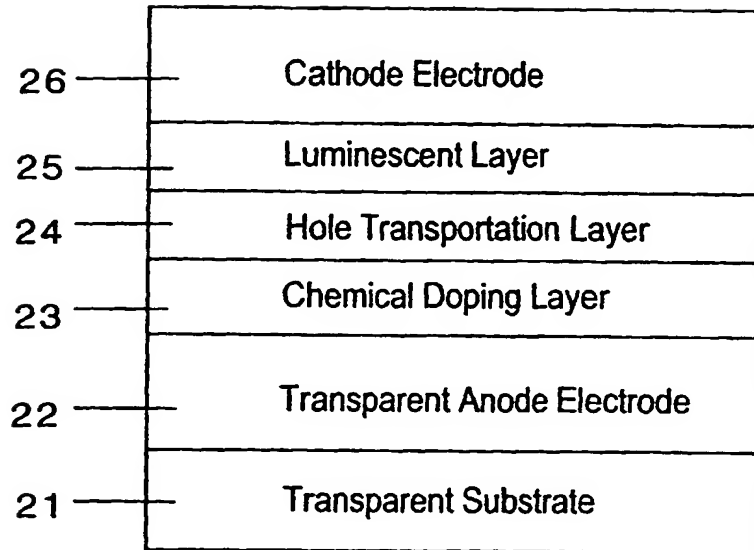 26 Cathode Electrode
25 Luminescent Layer
24 Hole Transportation Layer
23 Chemical Doping Layer
22 Transparent Anode Electrode
21 Transparent Substrate